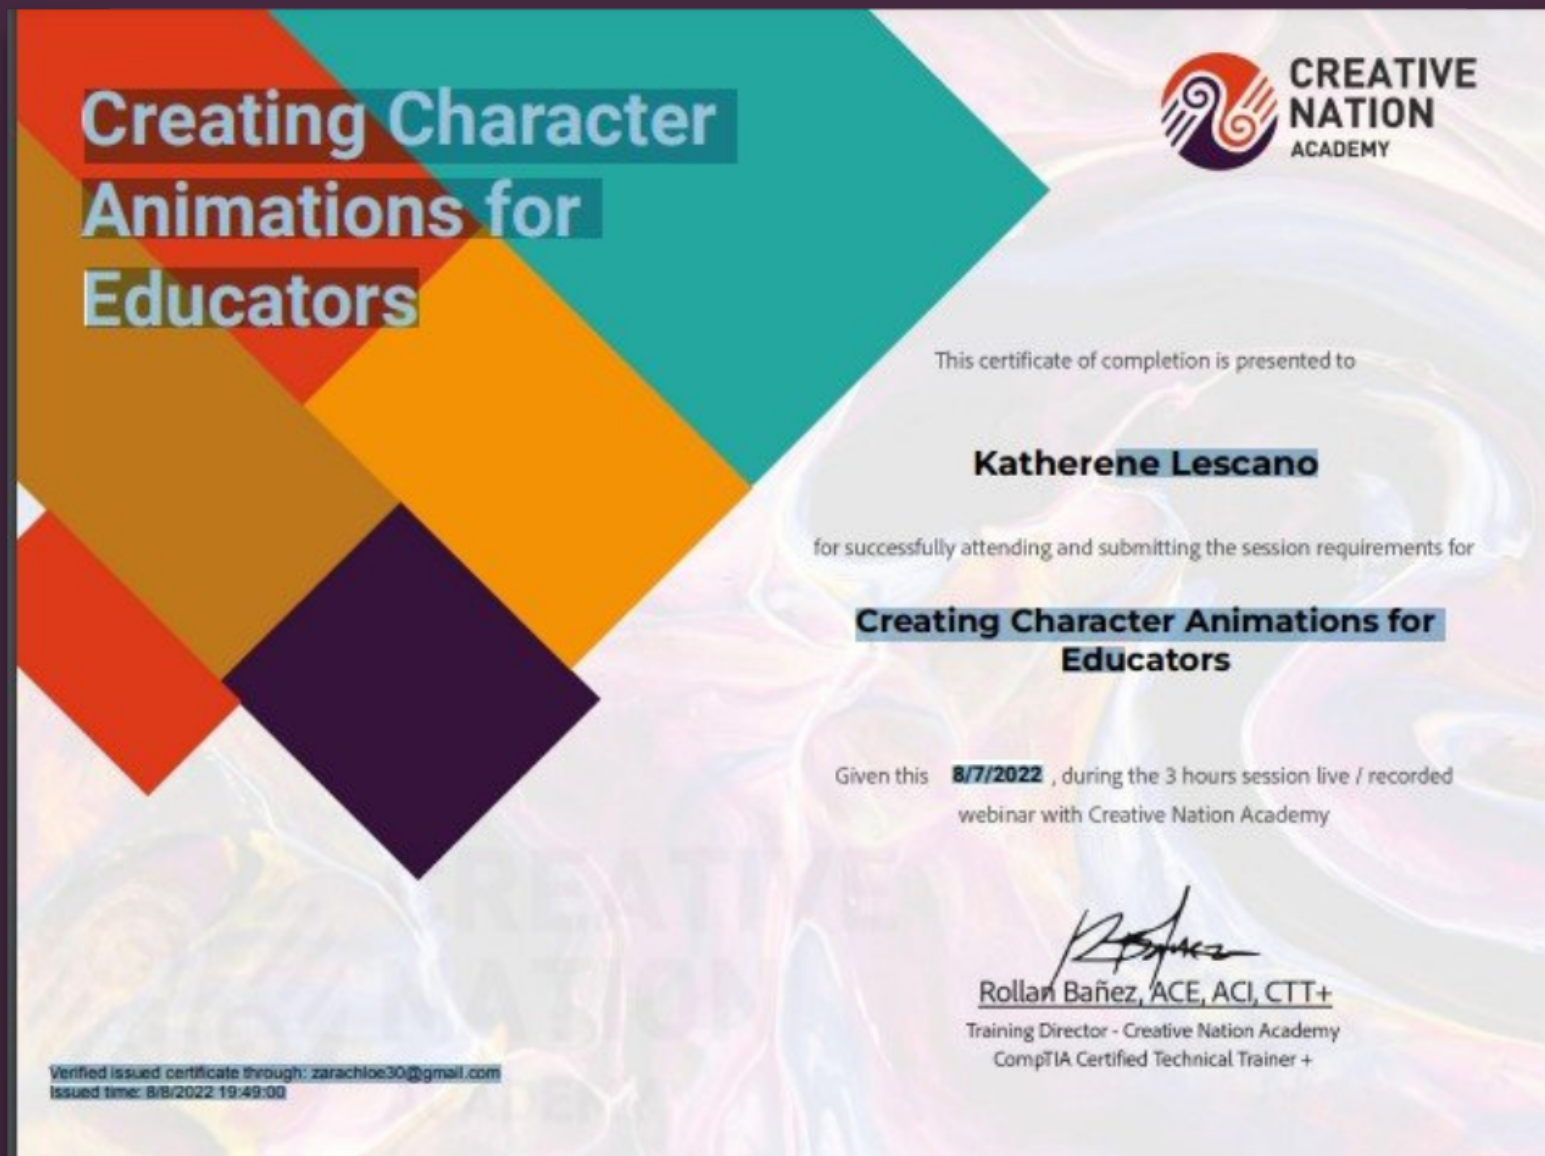 Creating Character
Animations for
Educators
CREATIVE
NATION
ACADEMY
This certificate of completion is presented to
Katherene Lescano
for successfully attending and submitting the session requirements for
Creating Character Animations for
Educators
Given this 8/7/2022 , during the 3 hours session live / recorded
webinar with Creative Nation Academy
Rollan Bañez, ACE, ACI, CTT+
Training Director - Creative Nation Academy
CompTIA Certified Technical Trainer +
CREATIVE
NATION
Verified issued certificate through: zarachloe30@gmail.com
Issued time: 8/8/2022 19:49:00